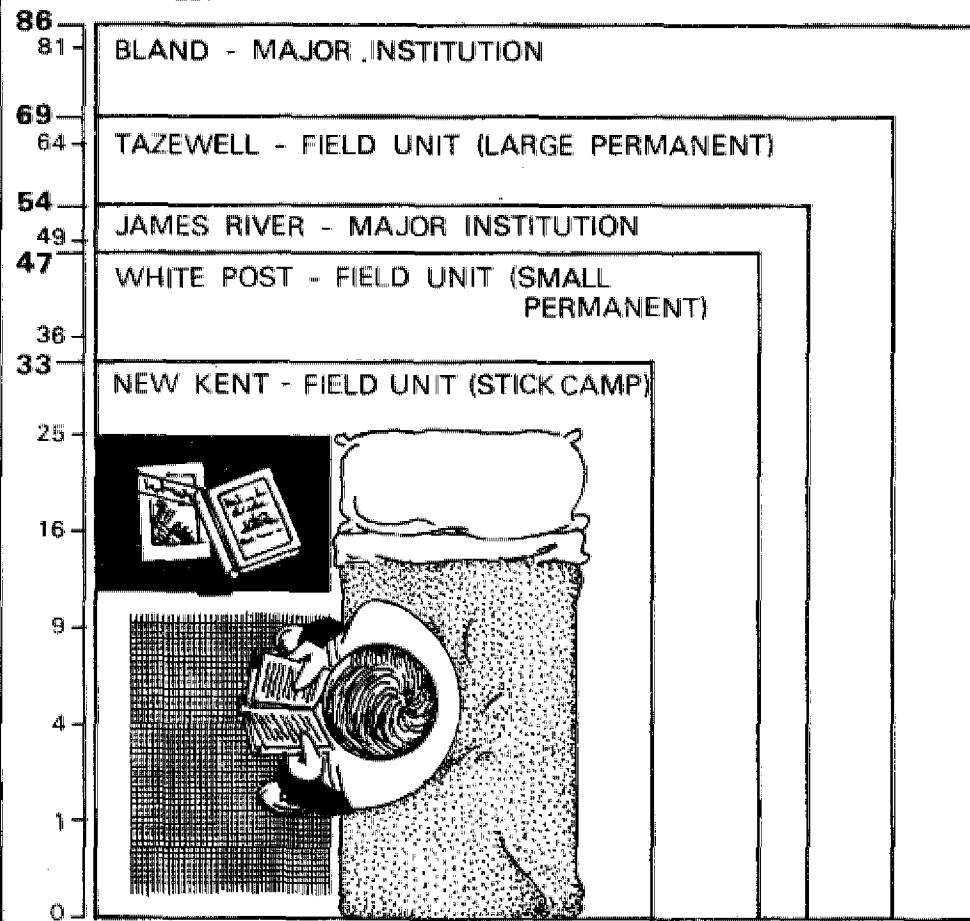 86
81
BLAND - MAJOR INSTITUTION
69
64
TAZEWELL - FIELD UNIT (LARGE PERMANENT)
54
49
JAMES RIVER - MAJOR INSTITUTION
47
WHITE POST - FIELD UNIT (SMALL
PERMANENT)
36
33
NEW KENT - FIELD UNIT (STICK CAMP)
25
16
9
4
1
0